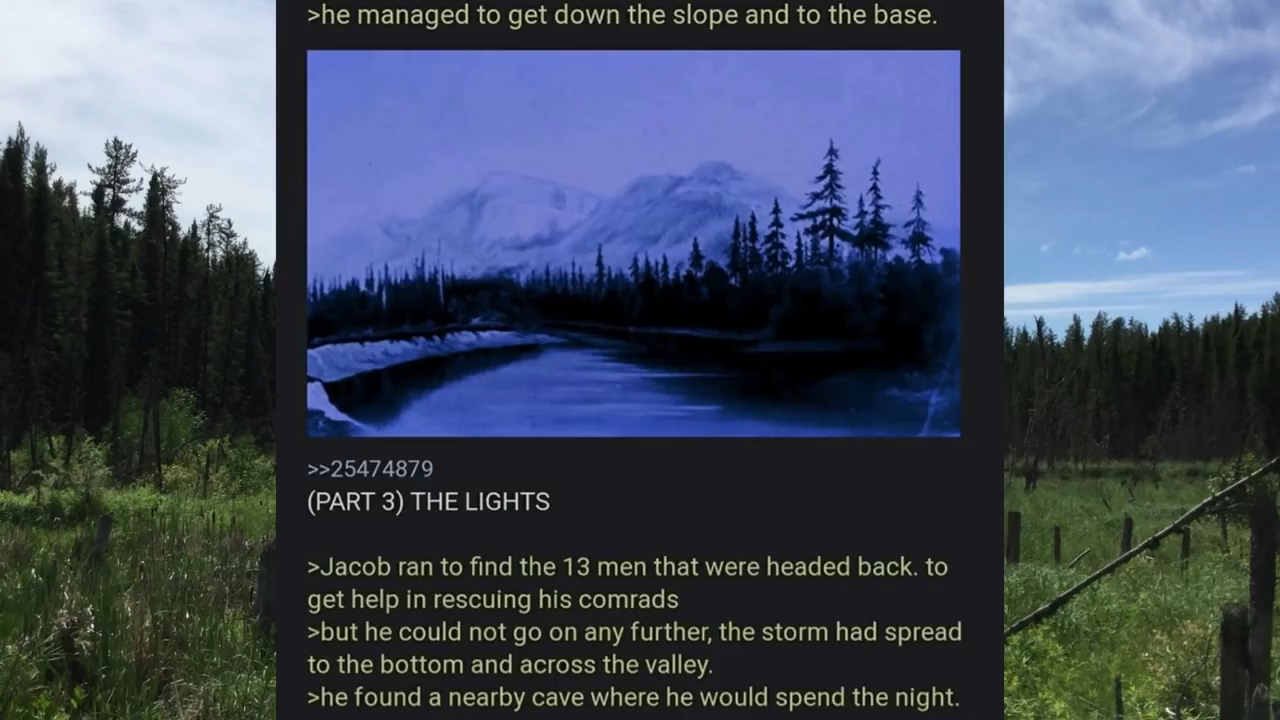 >he managed to get down the slope and to the base.
>>25474879
(PART 3) THE LIGHTS
>Jacob ran to find the 13 men that were headed back. to
get help in rescuing his comrads
>but he could not go on any further, the storm had spread
to the bottom and across the valley.
>he found a nearby cave where he would spend the night.